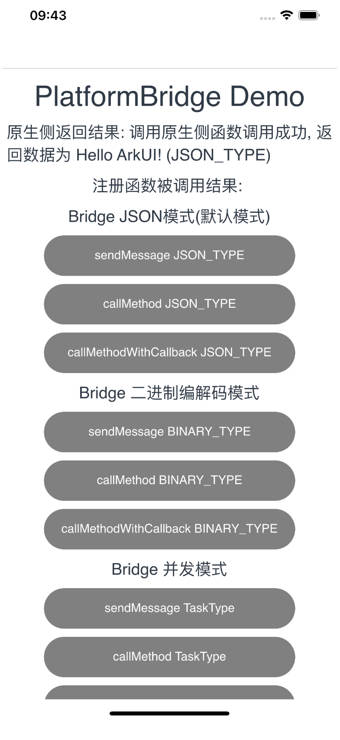 09:43
PlatformBridge Demo
原生侧返回结果: 调用原生侧函数调用成功, 返
回数据为 Hello ArkUI! (JSON_TYPE)
注册函数被调用结果:
Bridge JSON模式(默认模式)
sendMessage JSON_TYPE
callMethod JSON_TYPE
callMethodWithCallback JSON_TYPE
Bridge 二进制编解码模式
sendMessage BINARY_TYPE
callMethod BINARY_TYPE
callMethodWithCallback BINARY_TYPE
Bridge 并发模式
sendMessage TaskType
callMethod TaskType